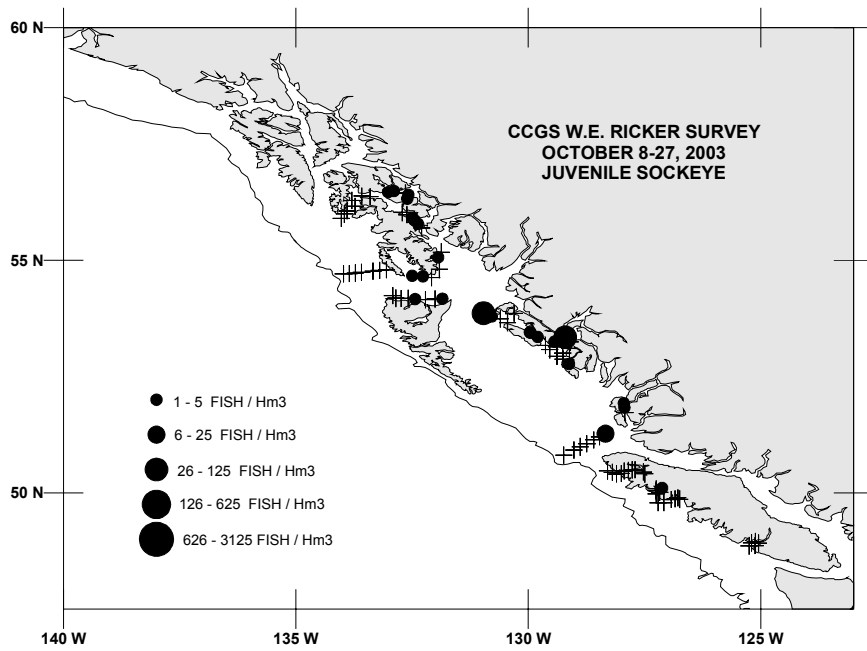 60 N
CCGS W.E. RICKER SURVEY
OCTOBER 8-27, 2003
JUVENILE SOCKEYE
55 N
1 - 5 FISH / Hm3
6 - 25 FISH / Hm3
26 - 125 FISH / Hm3
126 - 625 FISH / Hm3
626 - 3125 FISH / Hm3
50 N
140 W
135 W
130 W
125 W